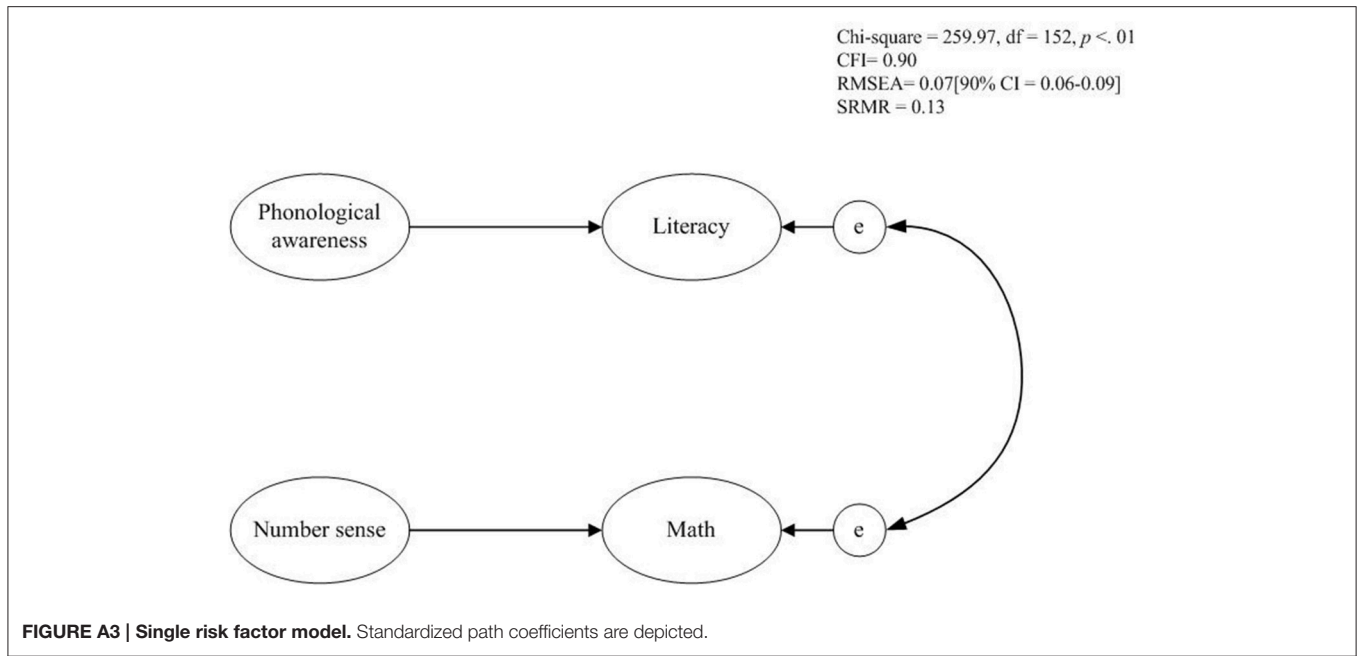 Chi-square = 259.97, df = 152, p <. 01
CFI= 0.90
RMSEA= 0.07[90% CI = 0.06-0.09]
SRMR = 0.13
Phonological
awareness
Literacy
e
Number sense
Math
e
FIGURE A3 | Single risk factor model. Standardized path coefficients are depicted.